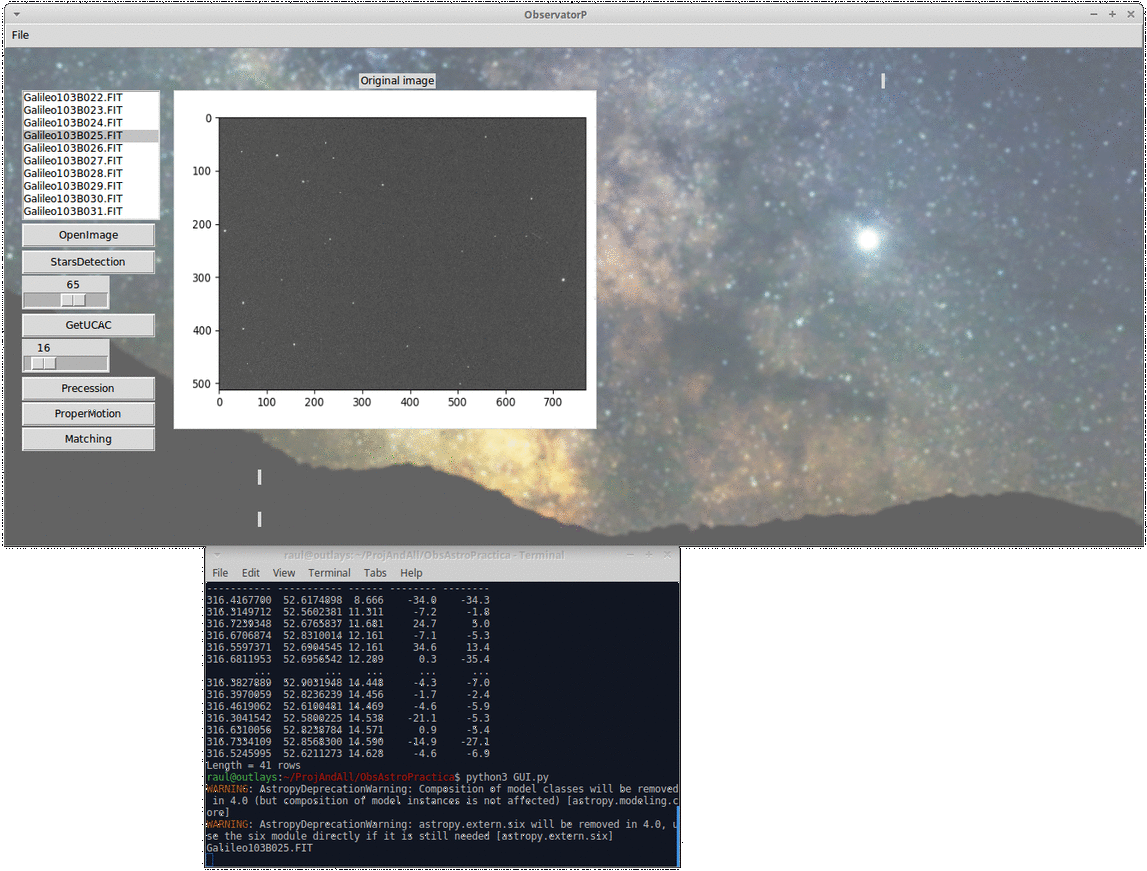 ObservatorP
File
Original image
Galileo103B022.FIT
Galileo103B023.FIT
Galileo103B024.FIT
Galileo103B025.FIT
Galileo103B026.FIT
Galileo103B027.FIT
Galileo103B028.FIT
Galileo103B029.FIT
Galileo103B030.FIT
Galileo103B031.FIT
OpenImage
StarsDetection
65
GetUCAC
16
Precession
ProperMotion
Matching
0
100
200
300
400
500
0 100 200 300 400 500 600 700
raul@outlays: ~/ProjAndAll/ObsAstroPractica - Terminal
File Edit View Terminal Tabs Help
----------- ----------- ------ -------- --------
316.4167700 52.6174898 8.666 -34.0 -34.3
316.3149712 52.5602381 11.311 -7.2 -1.8
316.7239348 52.6765837 11.681 24.7 5.0
316.6706874 52.8310014 12.161 -7.1 -5.3
316.5597371 52.6904545 12.161 34.6 13.4
316.6811953 52.6956542 12.289 0.3 -35.4
... ... ... ... ...
316.3827889 52.9031948 14.448 -4.3 -7.0
316.3970059 52.8236239 14.456 -1.7 -2.4
316.4619062 52.6100481 14.469 -4.6 -5.9
316.3041542 52.5800225 14.538 -21.1 -5.3
316.6310056 52.8238784 14.571 0.9 -5.4
316.7334109 52.8568300 14.590 -14.9 -27.1
316.5245995 52.6211273 14.628 -4.6 -6.9
Length = 41 rows
raul@outlays:~/ProjAndAll/ObsAstroPractica$ python3 GUI.py
WARNING: AstropyDeprecationWarning: Composition of model classes will be removed
in 4.0 (but composition of model instances is not affected) [astropy.modeling.c
ore]
WARNING: AstropyDeprecationWarning: astropy.extern.six will be removed in 4.0, u
se the six module directly if it is still needed [astropy.extern.six]
Galileo103B025.FIT